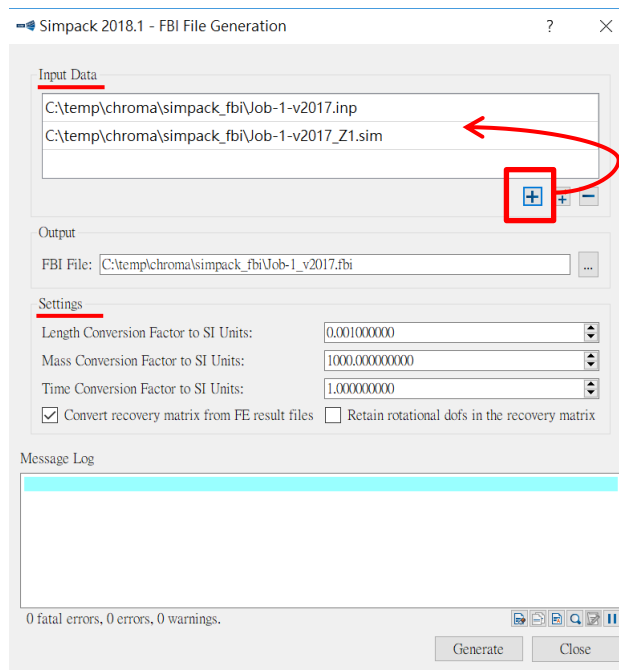 Simpack 2018.1 - FBI File Generation ? ×
Input Data
C:\temp\chroma\simpack_fbi\Job-1-v2017.inp
C:\temp\chroma\simpack_fbi\Job-1-v2017_Z1.sim
Output
FBI File: C:\temp\chroma\simpack_fbi\Job-1_v2017.fbi ...
Settings
Length Conversion Factor to SI Units: 0.001000000
Mass Conversion Factor to SI Units: 1000.000000000
Time Conversion Factor to SI Units: 1.000000000
Convert recovery matrix from FE result files Retain rotational dofs in the recovery matrix
Message Log
0 fatal errors, 0 errors, 0 warnings.
Generate Close